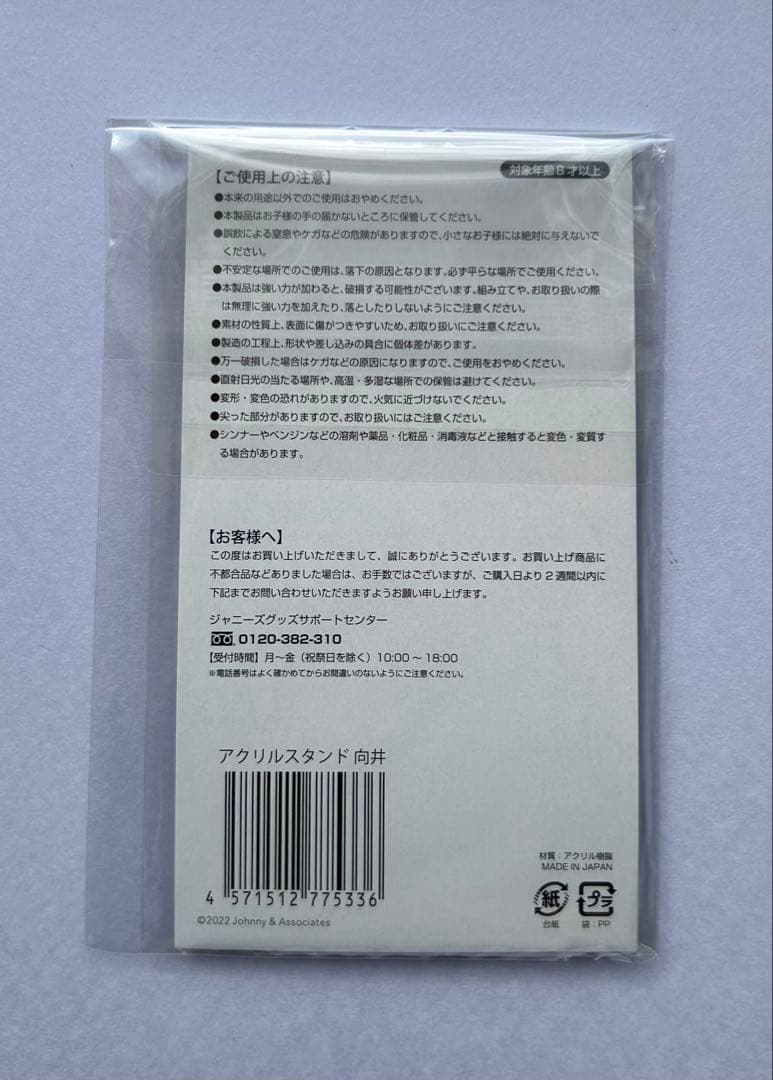 【ご使用上の注意】
対象年齢8才以上
●本来の用途以外でのご使用はおやめください。
●本製品はお子様の手の届かないところに保管してください。
●誤飲による窒息やケガなどの危険がありますので、小さなお子様には絶対に与えないで
ください。
●不安定な場所でのご使用は、落下の原因となります。必ず平らな場所でご使用ください。
●本製品は強い力が加わると、破損する可能性がございます。組み立てや、お取り扱いの際
は無理に強い力を加えたり、落としたりしないようにご注意ください。
●素材の性質上、表面に傷がつきやすいため、お取り扱いにご注意ください。
●製造の工程上、形状や差し込みの具合に個体差があります。
●万一破損した場合はケガなどの原因になりますので、ご使用をおやめください。
●直射日光の当たる場所や、高温・多湿な場所での保管は避けてください。
●変形・変色の恐れがありますので、火気に近づけないでください。
●尖った部分がありますので、お取り扱いにはご注意ください。
●シンナーやベンジンなどの溶剤や薬品・化粧品・消毒液などと接触すると変色・変質す
る場合があります。
【お客様へ】
この度はお買い上げいただきまして、誠にありがとうございます。お買い上げ商品に
不都合品などありました場合は、お手数ではございますが、ご購入日より2週間以内に
下記までお問い合わせいただきますようお願い申し上げます。
ジャニーズグッズサポートセンター
0120-382-310
【受付時間】月〜金（祝祭日を除く）10:00〜18:00
※電話番号はよく確かめてからお間違いのないようにご注意ください。
アクリルスタンド 向井
4 571512 775336
©2022 Johnny & Associates
材質：アクリル樹脂
MADE IN JAPAN
紙 プラ
台紙 袋：PP